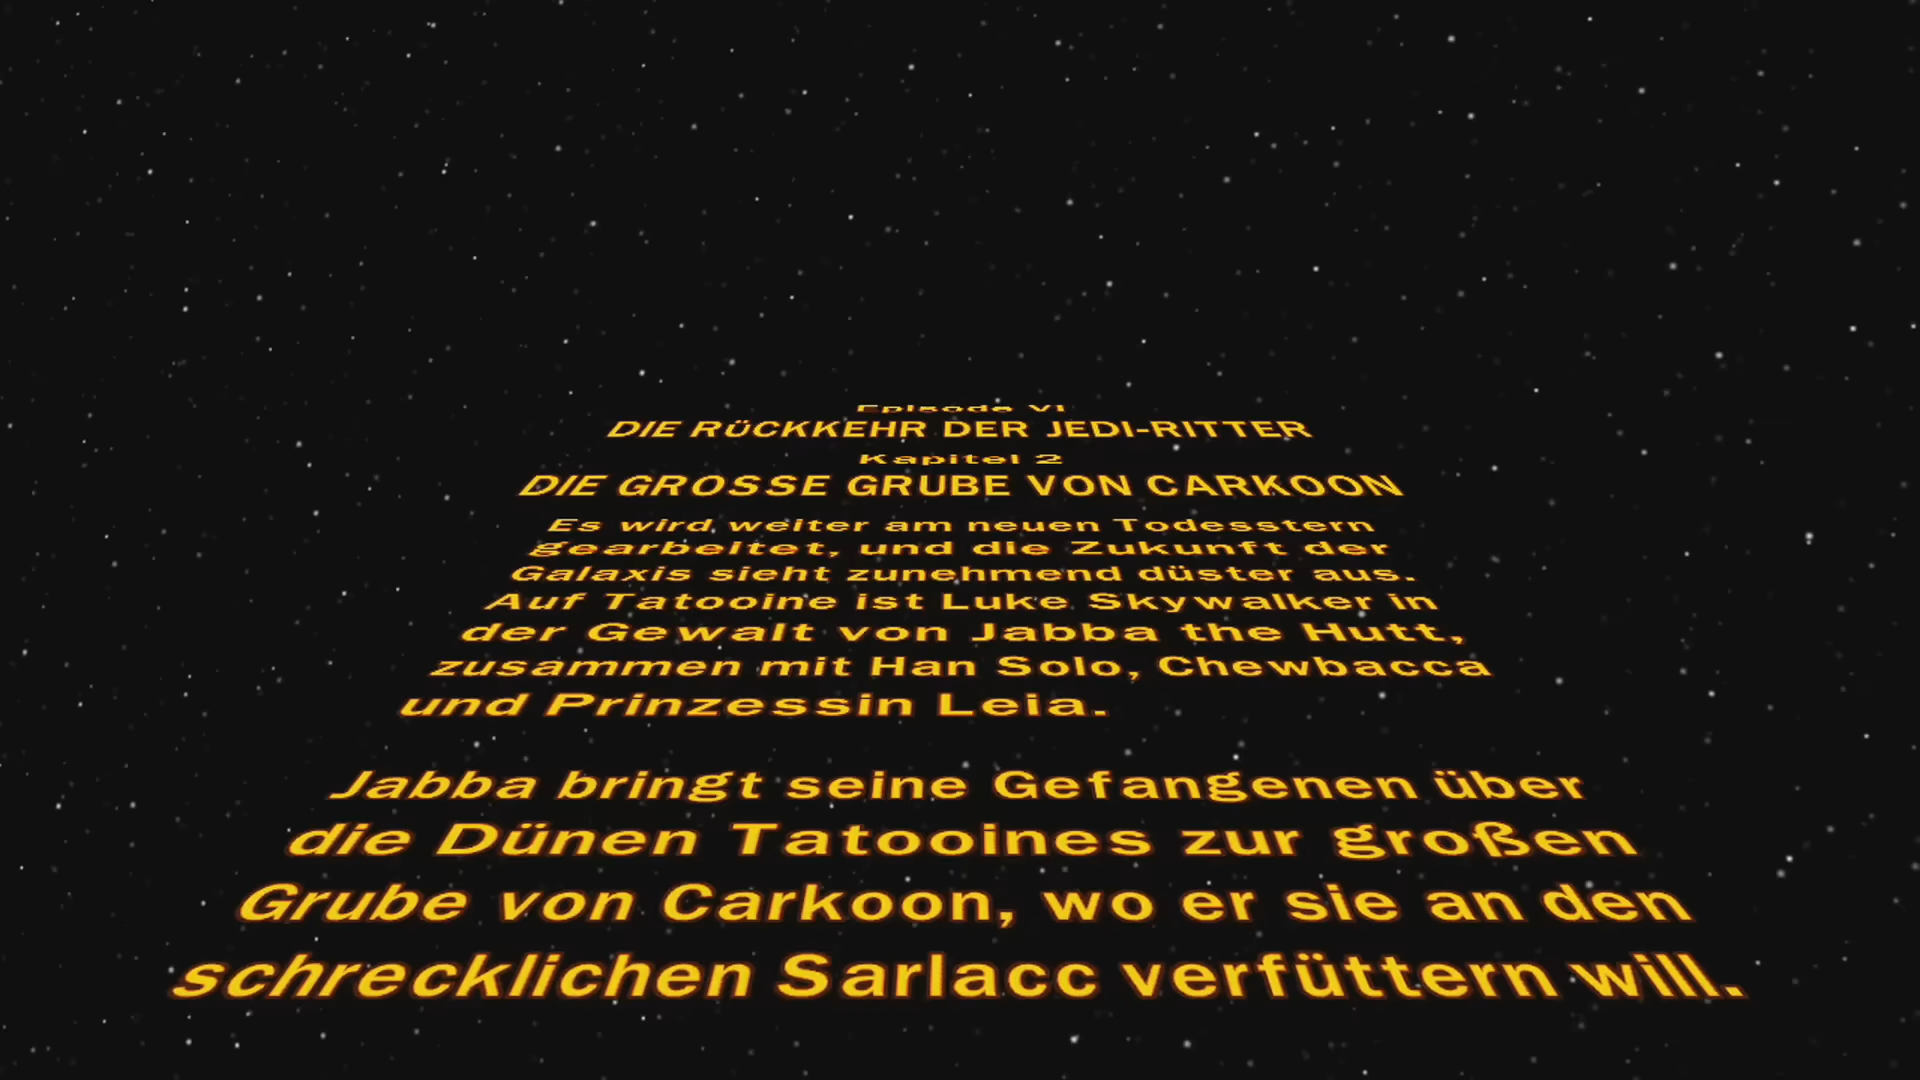 Episode VI
DIE RÜCKKEHR DER JEDI-RITTER
Kapitel 2
DIE GROSSE GRUBE VON CARKOON
Es wird weiter am neuen Todesstern
gearbeitet, und die Zukunft der
Galaxis sieht zunehmend düster aus.
Auf Tatooine ist Luke Skywalker in
der Gewalt von Jabba the Hutt,
zusammen mit Han Solo, Chewbacca
und Prinzessin Leia.
Jabba bringt seine Gefangenen über
die Dünen Tatooines zur großen
Grube von Carkoon, wo er sie an den
schrecklichen Sarlacc verfüttern will.